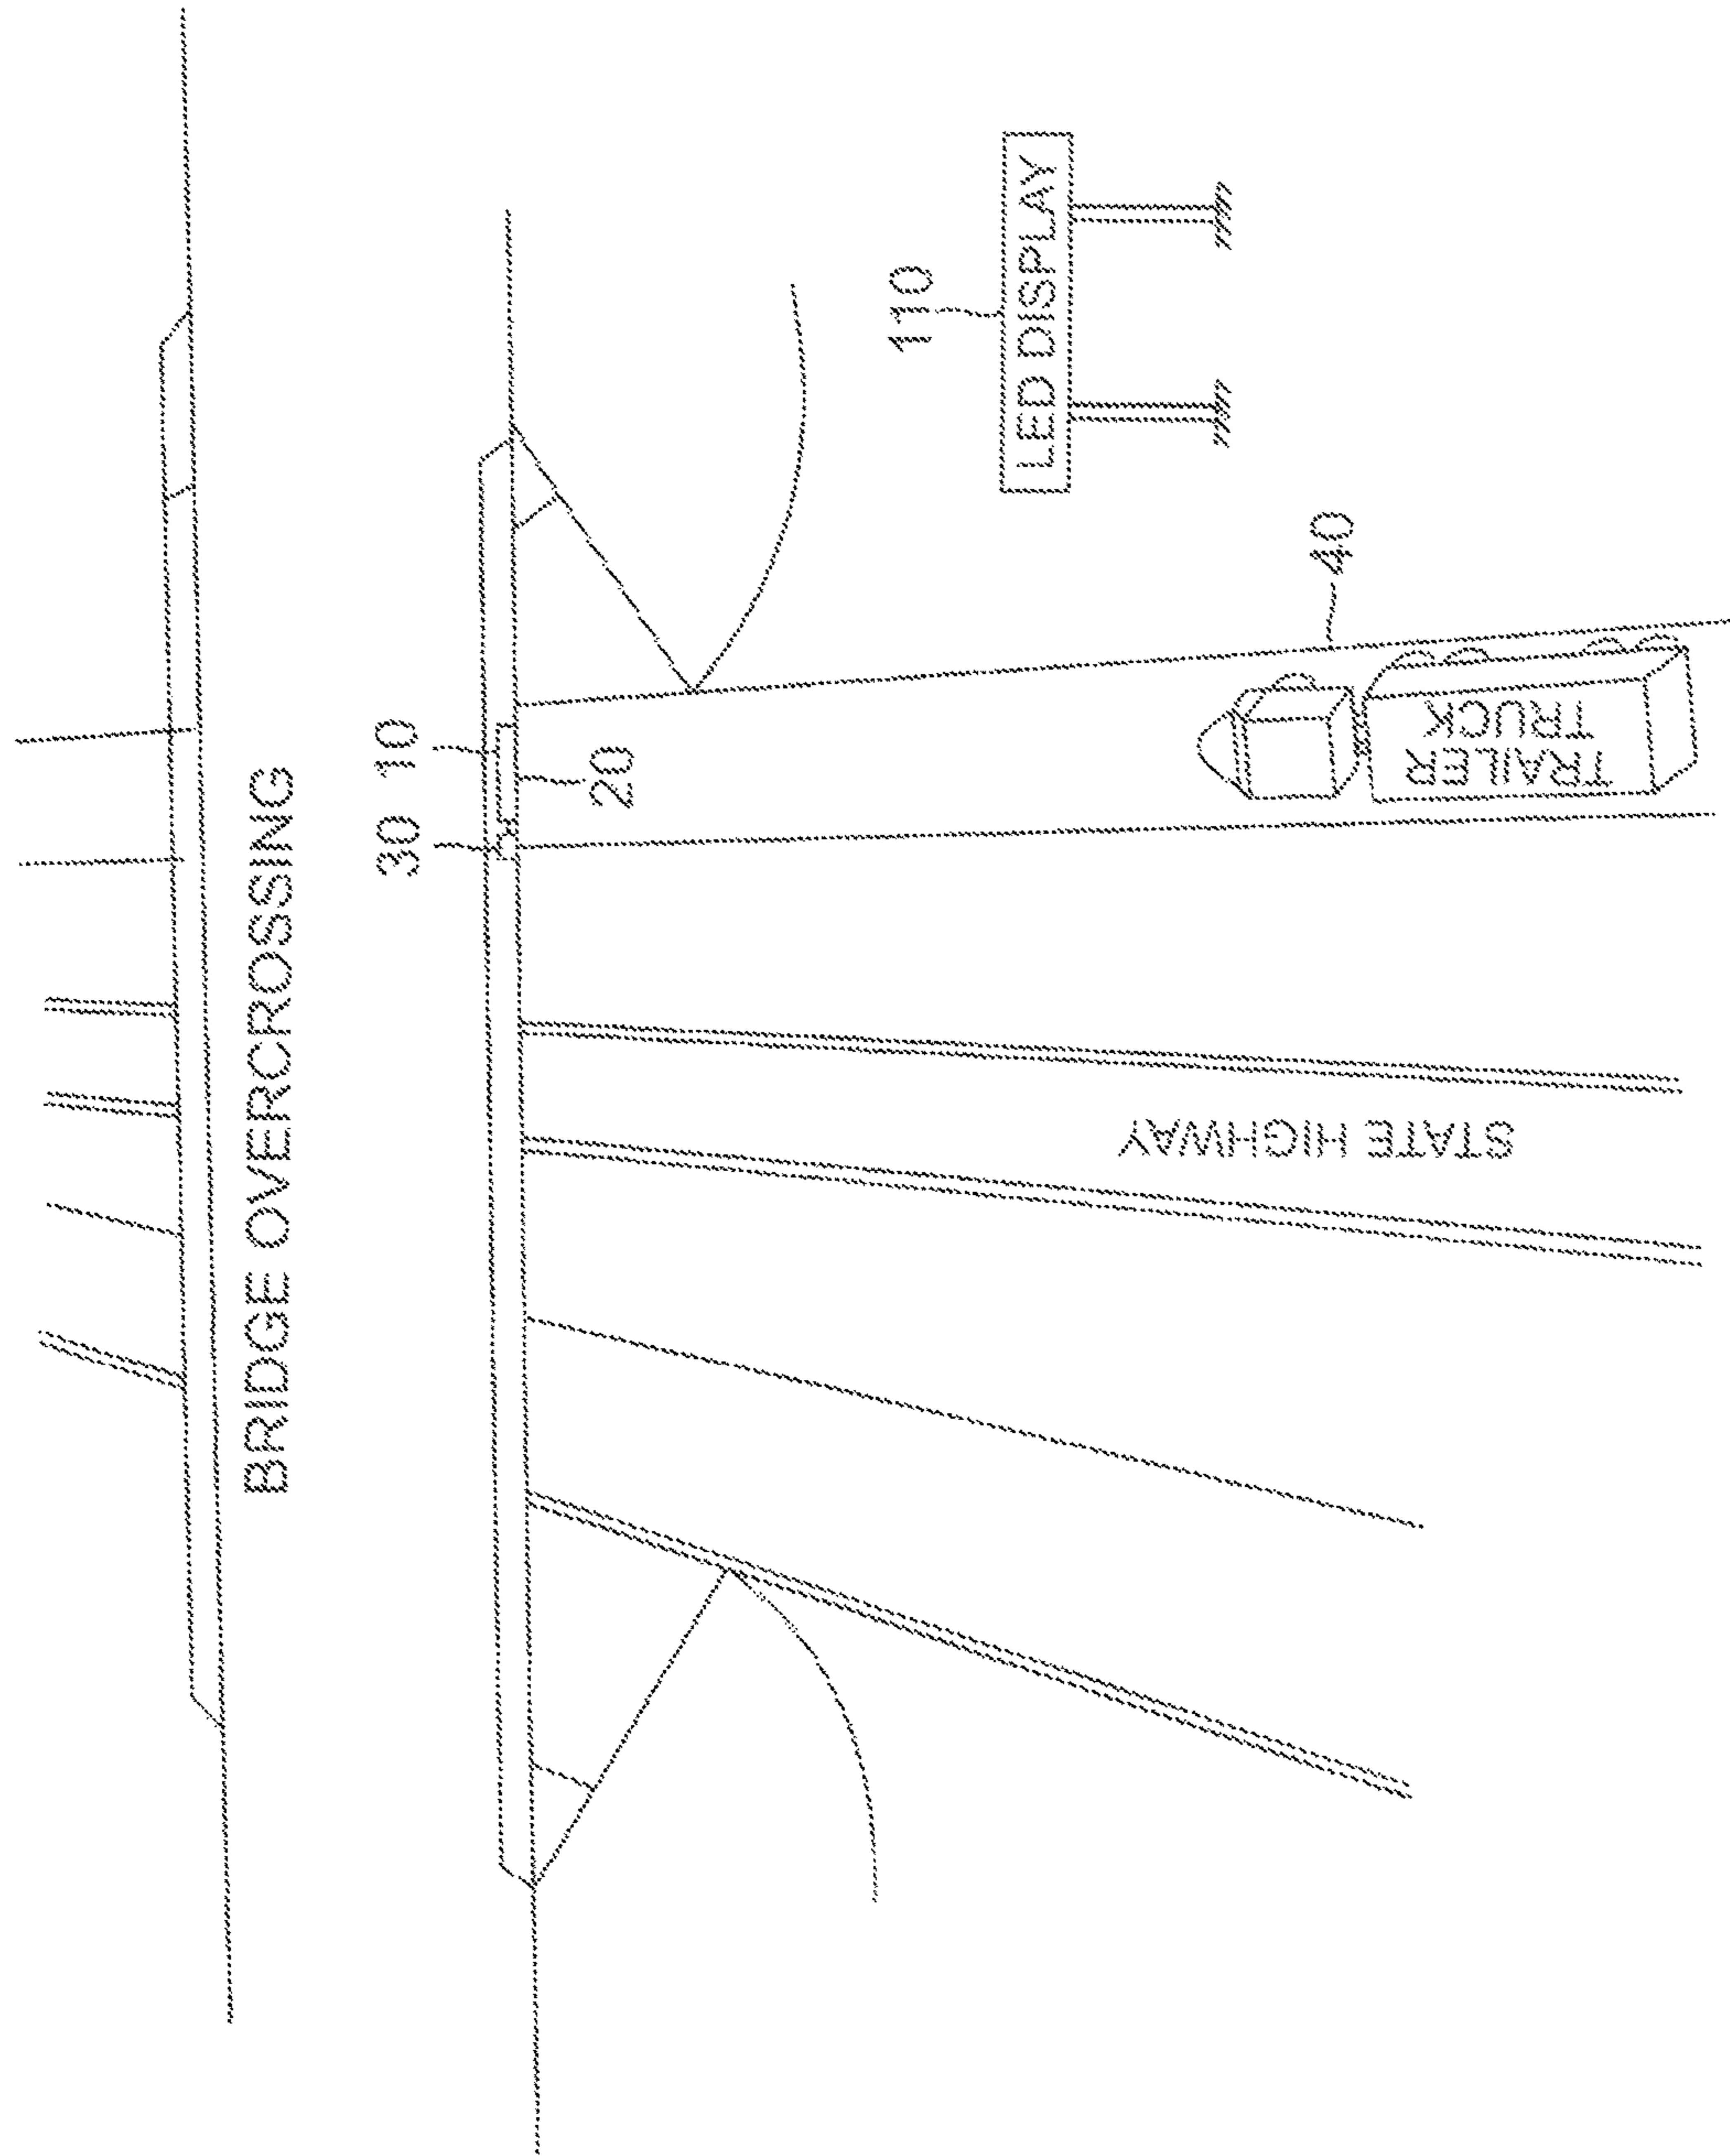 BRIDGE OVERCROSSING
30 10
20
110
LED DISPLAY
40
TRAILER
TRUCK
STATE HIGHWAY